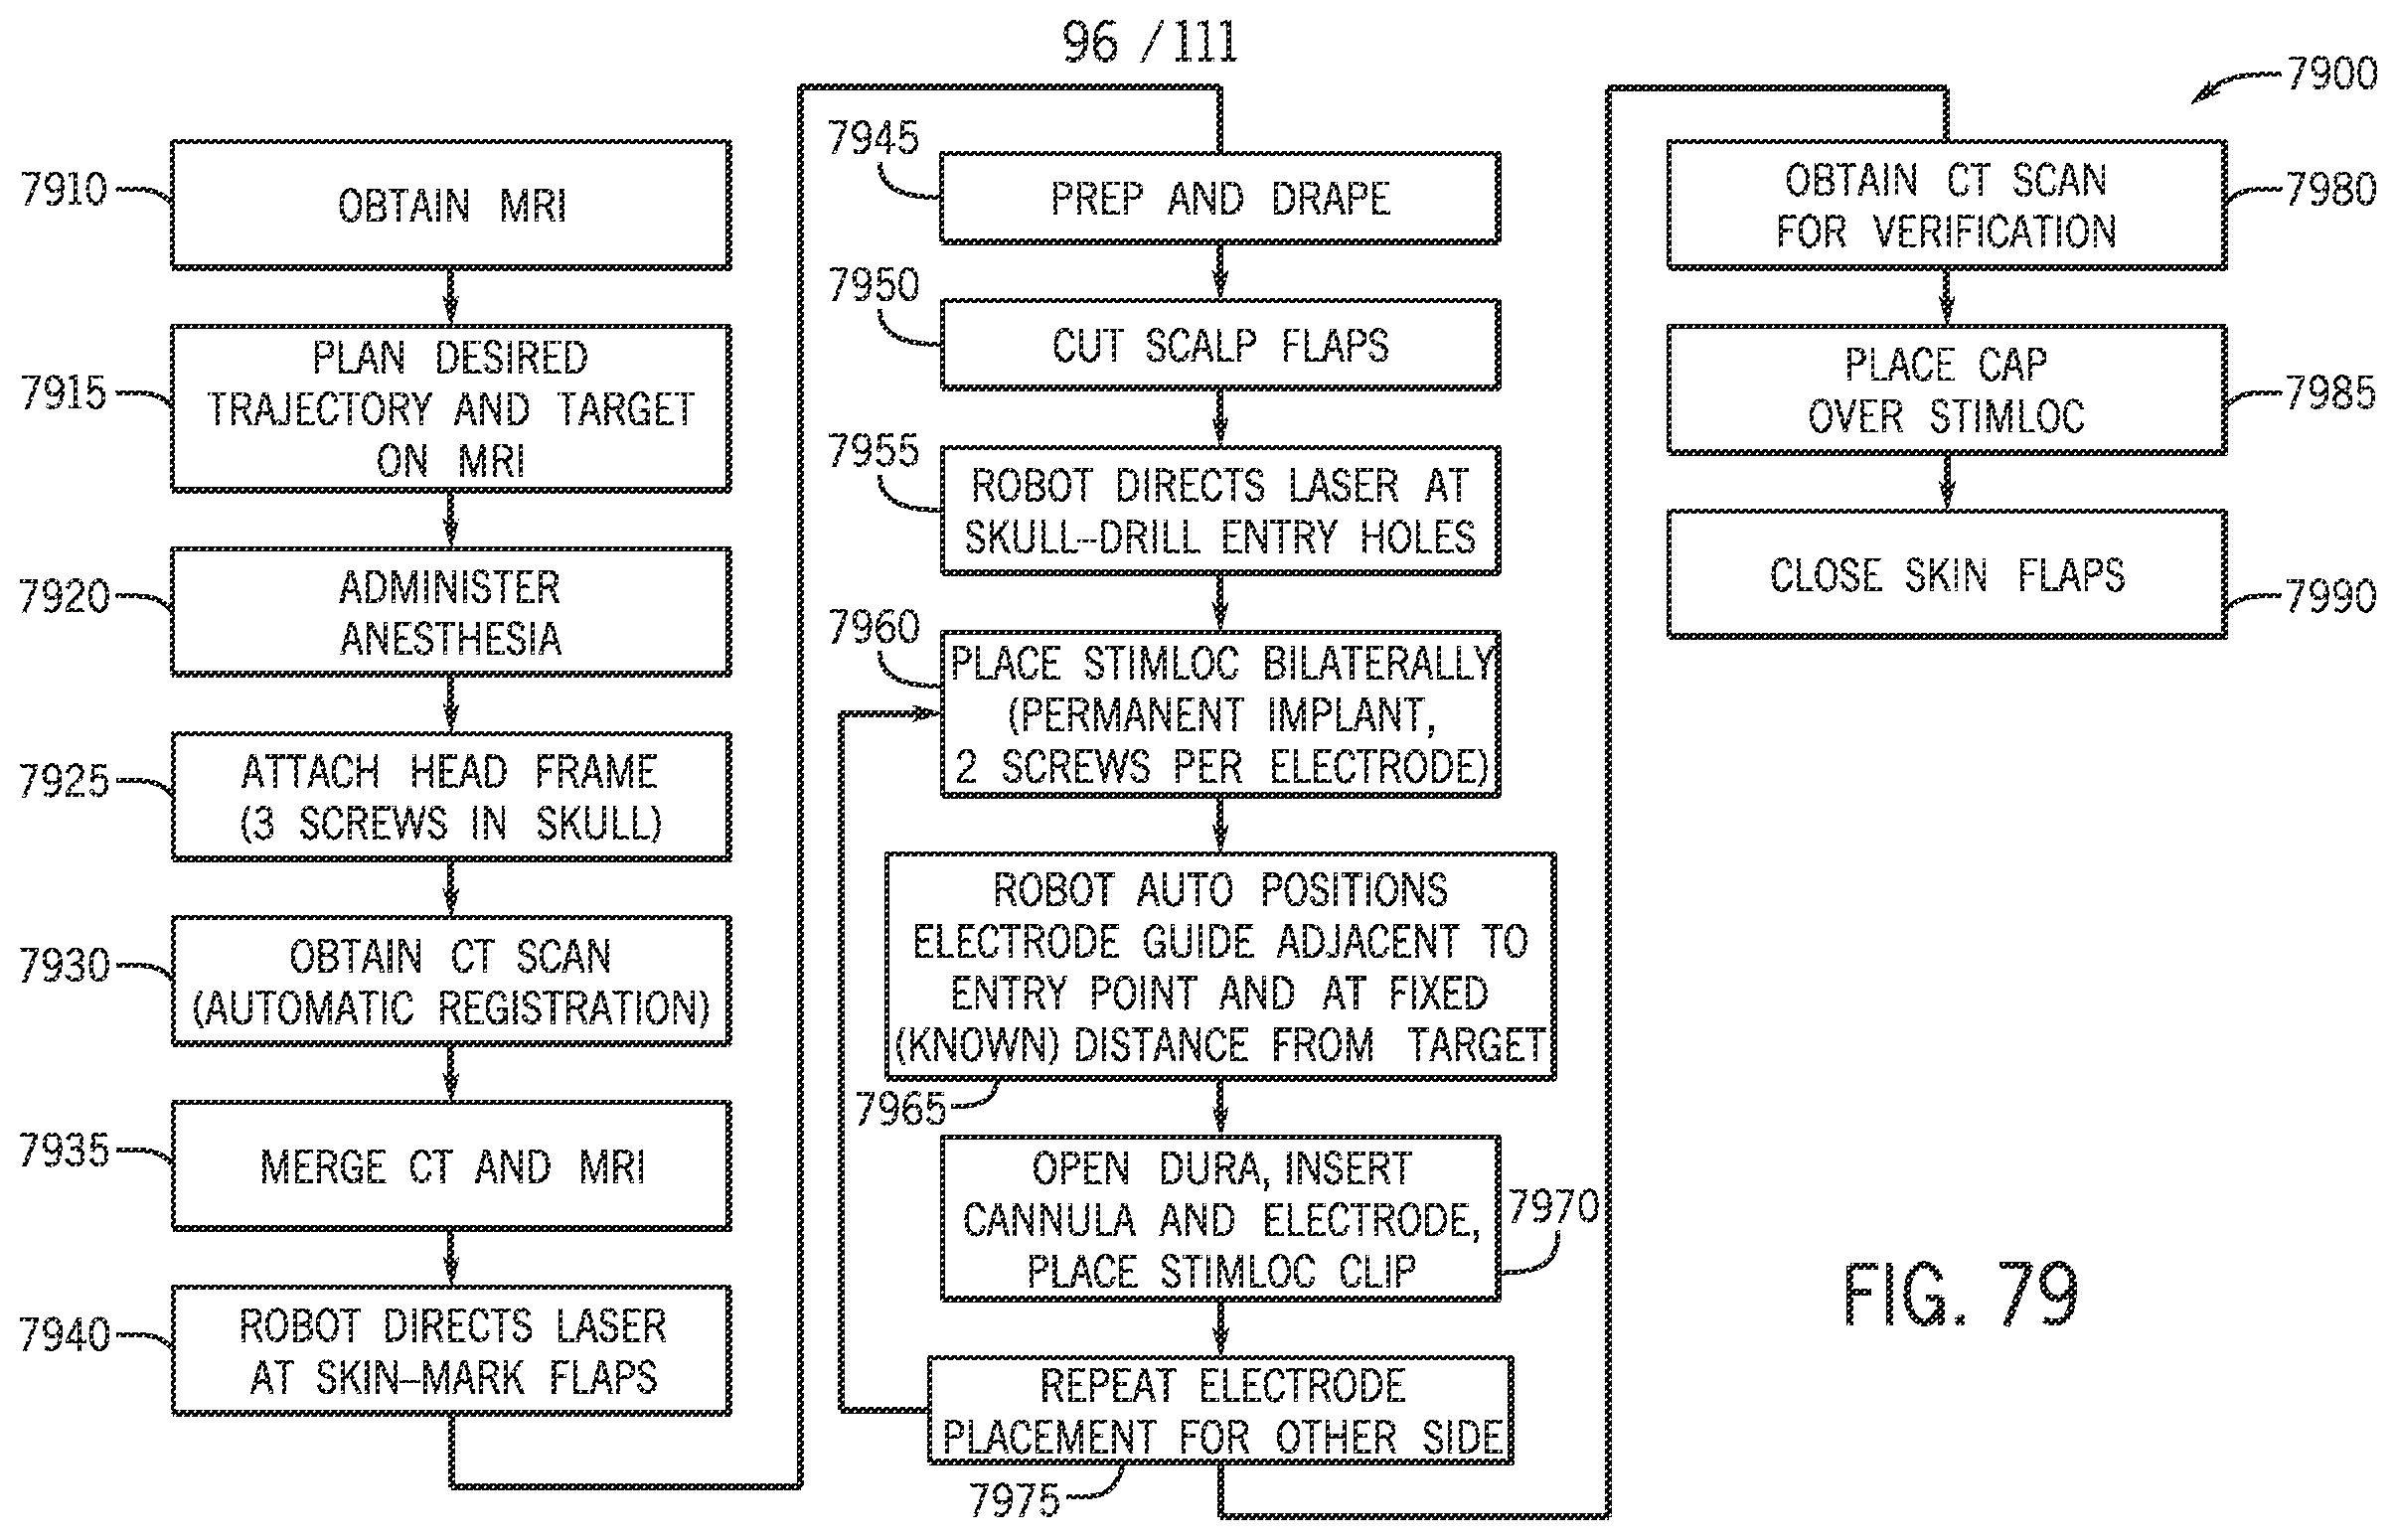 96 / 111
7900
7910
OBTAIN MRI
7915
PLAN DESIRED
TRAJECTORY AND TARGET
ON MRI
7920
ADMINISTER
ANESTHESIA
7925
ATTACH HEAD FRAME
(3 SCREWS IN SKULL)
7930
OBTAIN CT SCAN
(AUTOMATIC REGISTRATION)
7935
MERGE CT AND MRI
7940
ROBOT DIRECTS LASER
AT SKIN–MARK FLAPS
7945
PREP AND DRAPE
7950
CUT SCALP FLAPS
7955
ROBOT DIRECTS LASER AT
SKULL–DRILL ENTRY HOLES
7960
PLACE STIMLOC BILATERALLY
(PERMANENT IMPLANT,
2 SCREWS PER ELECTRODE)
ROBOT AUTO POSITIONS
ELECTRODE GUIDE ADJACENT TO
ENTRY POINT AND AT FIXED
(KNOWN) DISTANCE FROM TARGET
7965
OPEN DURA, INSERT
CANNULA AND ELECTRODE,
PLACE STIMLOC CLIP
7970
REPEAT ELECTRODE
PLACEMENT FOR OTHER SIDE
7975
OBTAIN CT SCAN
FOR VERIFICATION
7980
PLACE CAP
OVER STIMLOC
7985
CLOSE SKIN FLAPS
7990
FIG. 79